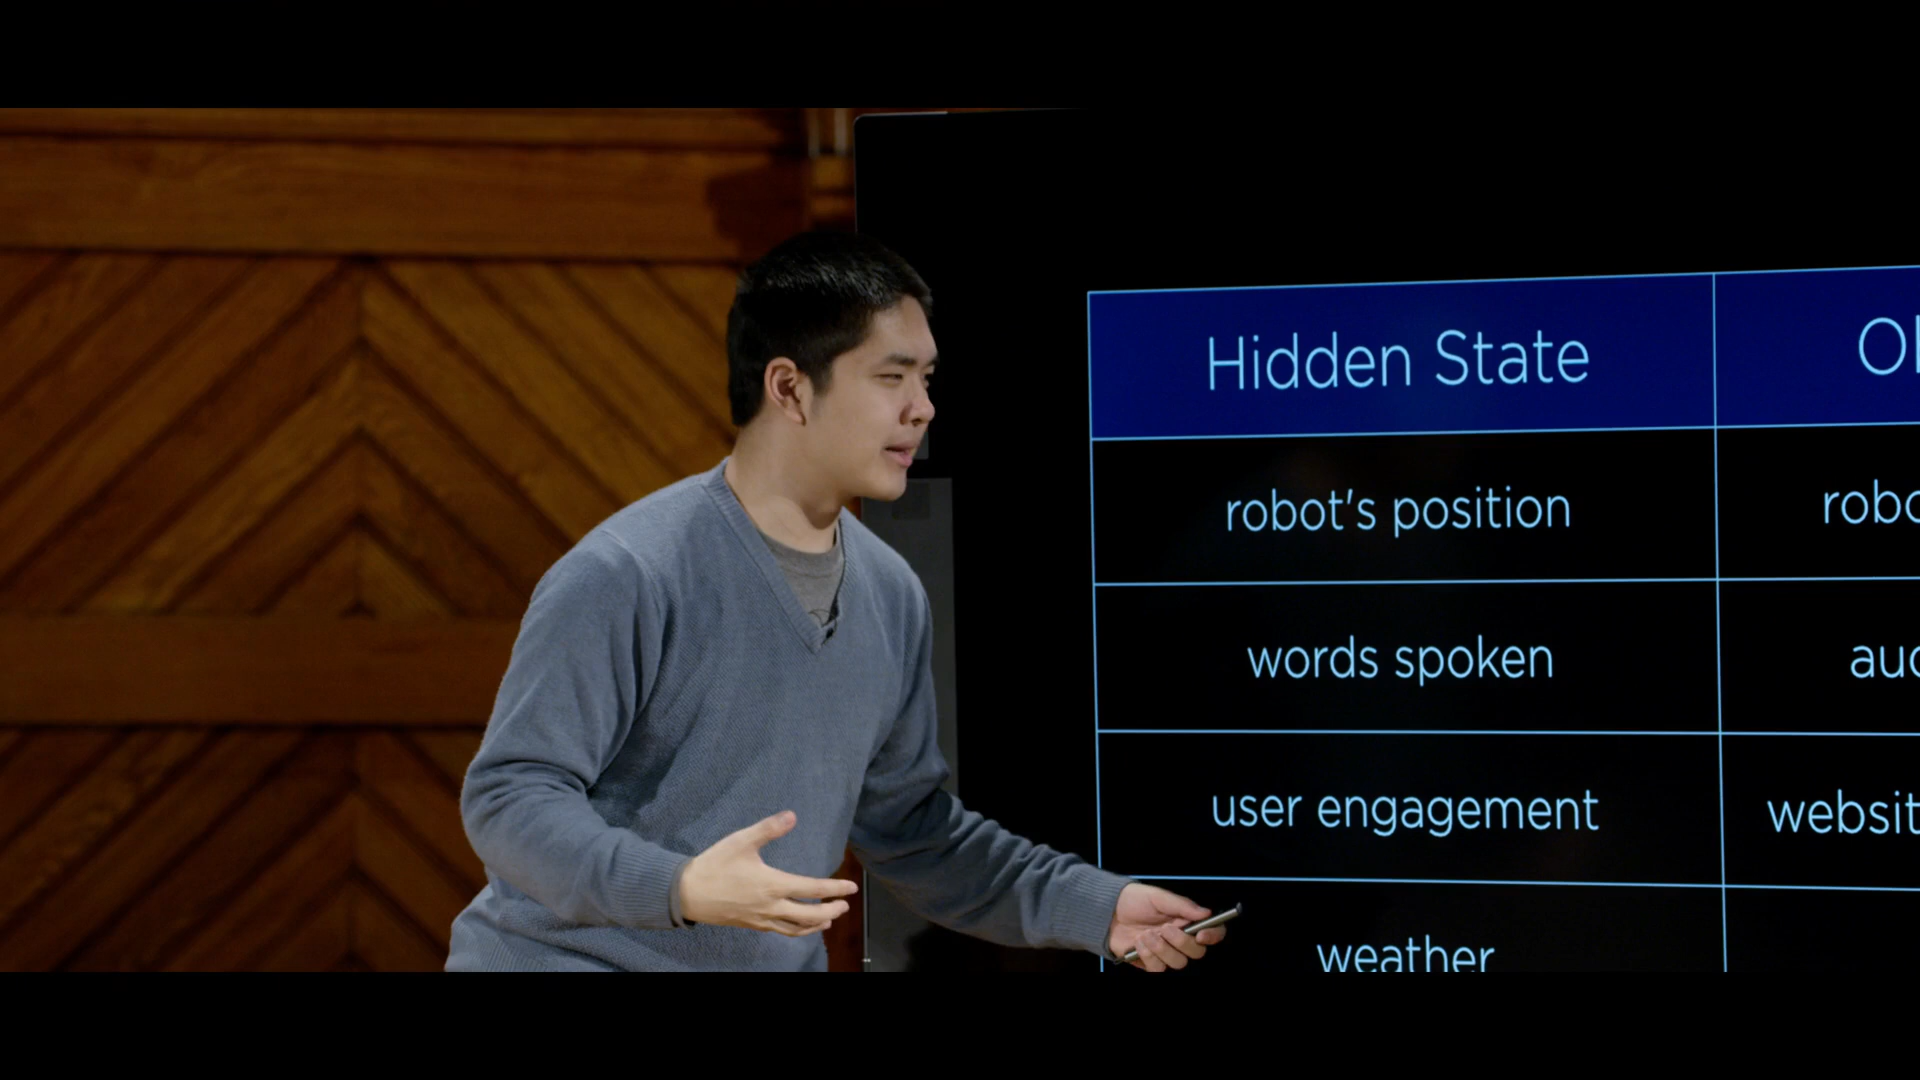 Hidden State
robot's position
words spoken
user engagement
weather